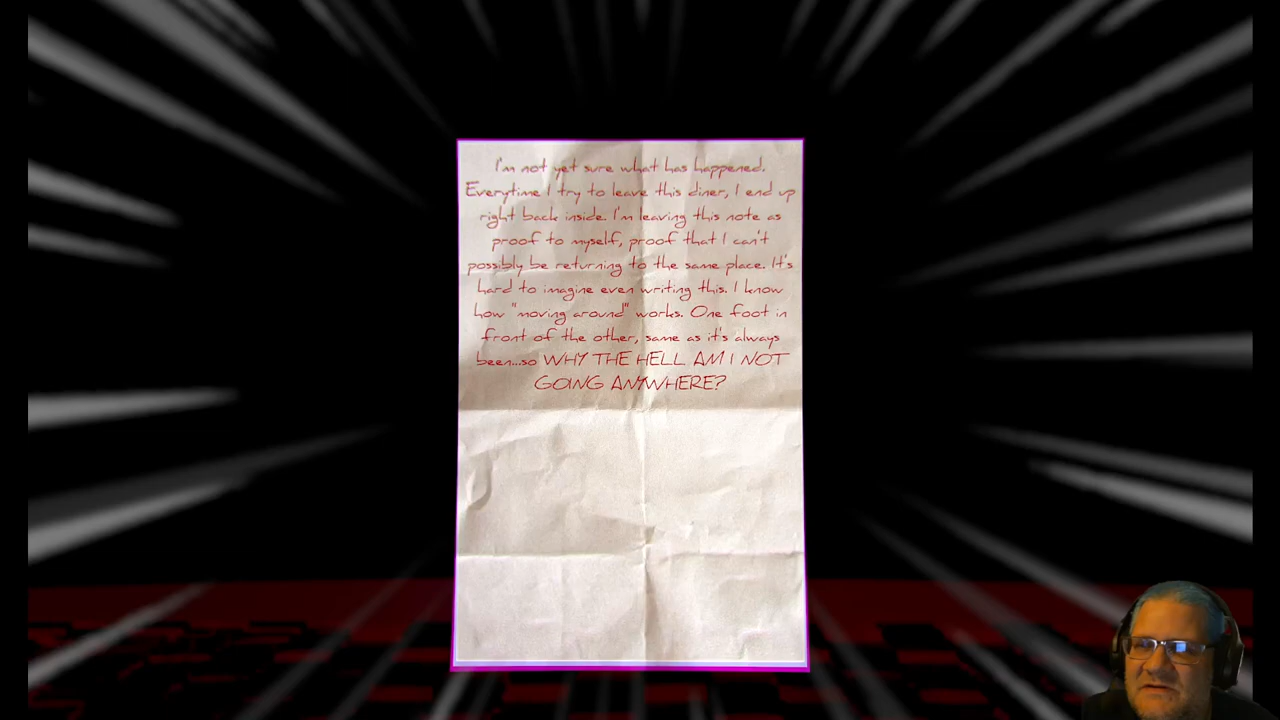 I'm not yet sure what has happened.
Everytime I try to leave this diner, I end up
right back inside. I'm leaving this note as
proof to myself, proof that I can't
possibly be returning to the same place. It's
hard to imagine even writing this. I know
how "moving around" works. One foot in
front of the other, same as it's always
been...so WHY THE HELL AM I NOT
GOING ANYWHERE?